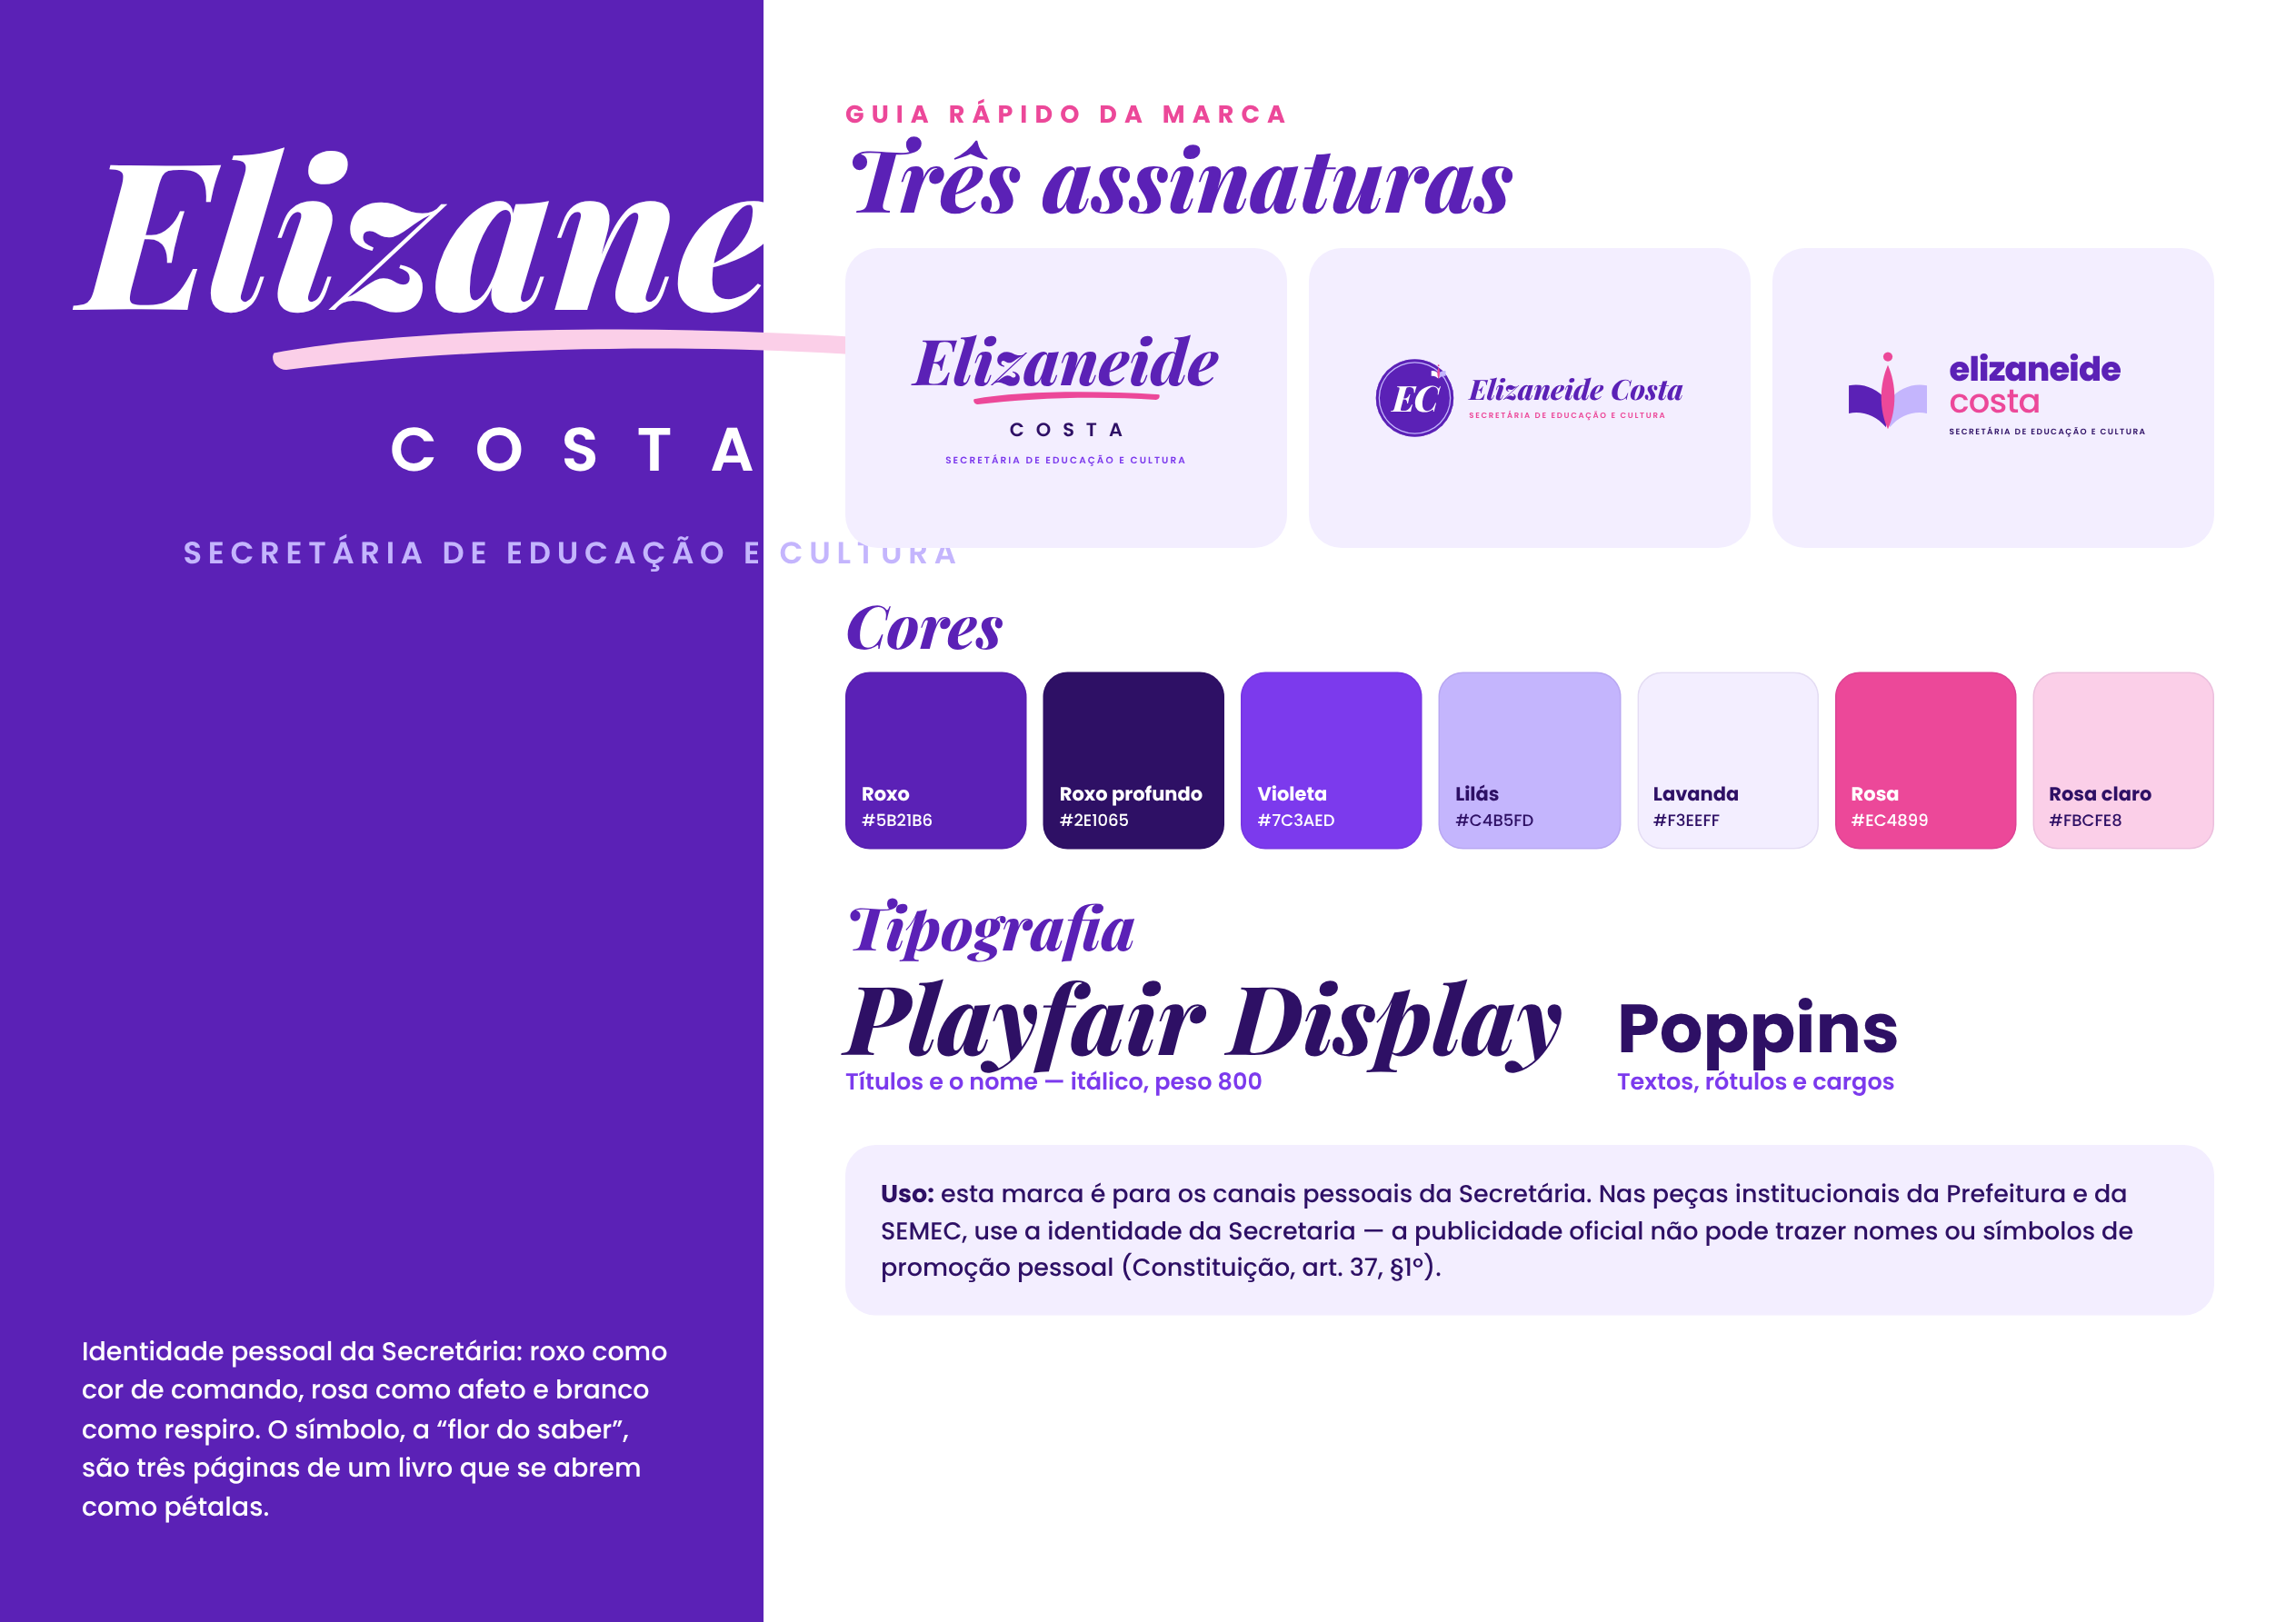 Elizane
COSTA
SECRETÁRIA DE EDUCAÇÃO E CULTURA
Identidade pessoal da Secretária: roxo como
cor de comando, rosa como afeto e branco
como respiro. O símbolo, a “flor do saber”,
são três páginas de um livro que se abrem
como pétalas.
GUIA RÁPIDO DA MARCA
Três assinaturas
Elizaneide
COSTA
SECRETÁRIA DE EDUCAÇÃO E CULTURA
EC
Elizaneide Costa
SECRETÁRIA DE EDUCAÇÃO E CULTURA
elizaneide
costa
SECRETÁRIA DE EDUCAÇÃO E CULTURA
Cores
Roxo
#5B21B6
Roxo profundo
#2E1065
Violeta
#7C3AED
Lilás
#C4B5FD
Lavanda
#F3EEFF
Rosa
#EC4899
Rosa claro
#FBCFE8
Tipografia
Playfair Display
Títulos e o nome — itálico, peso 800
Poppins
Textos, rótulos e cargos
Uso: esta marca é para os canais pessoais da Secretária. Nas peças institucionais da Prefeitura e da
SEMEC, use a identidade da Secretaria — a publicidade oficial não pode trazer nomes ou símbolos de
promoção pessoal (Constituição, art. 37, §1º).